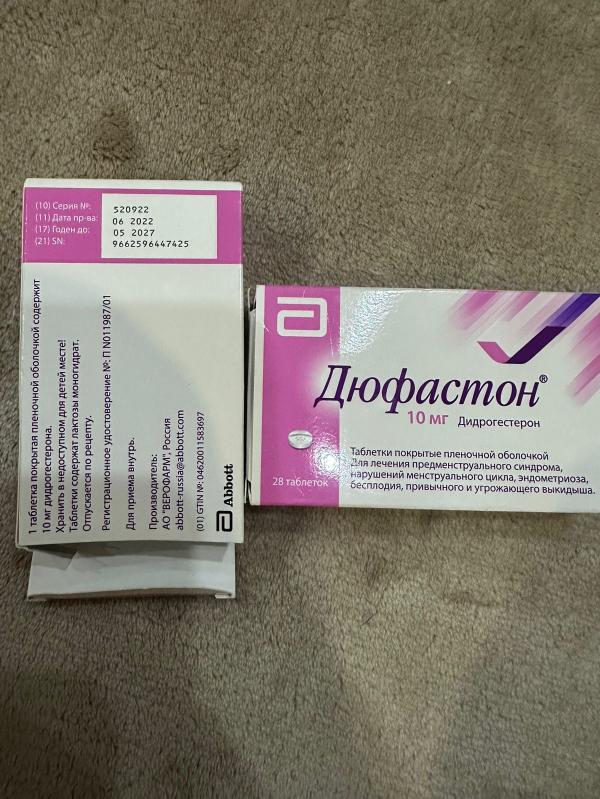 (10) Серия №:
520922
(11) Дата пр-ва:
06 2022
(17) Годен до:
05 2027
(21) SN:
9662596447425
1 таблетка покрытая пленочной оболочкой содержит
10 мг дидрогестерона.
Хранить в недоступном для детей месте!
Таблетки содержат лактозы моногидрат.
Отпускается по рецепту.
Регистрационное удостоверение №: П N011987/01
Для приема внутрь.
Производитель:
АО "ВЕРОФАРМ", Россия
abbott-russia@abbott.com
(01) GTIN №: 04620011583697
Abbott
Дюфастон®
10 мг Дидрогестерон
Таблетки покрытые пленочной оболочкой
Для лечения предменструального синдрома,
нарушений менструального цикла, эндометриоза,
бесплодия, привычного и угрожающего выкидыша.
28 таблеток